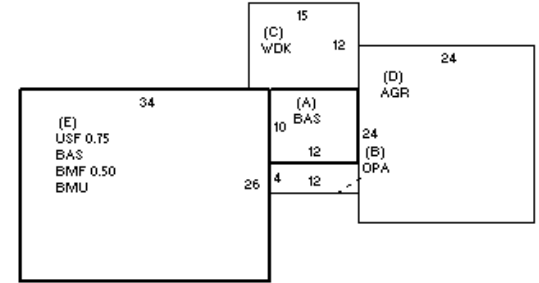 15
(C)
WDK
12
24
(D)
AGR
34
(E)
USF 0.75
BAS
BMF 0.50
BMU
(A)
BAS
10
12
24
(B)
OPA
26
4
12